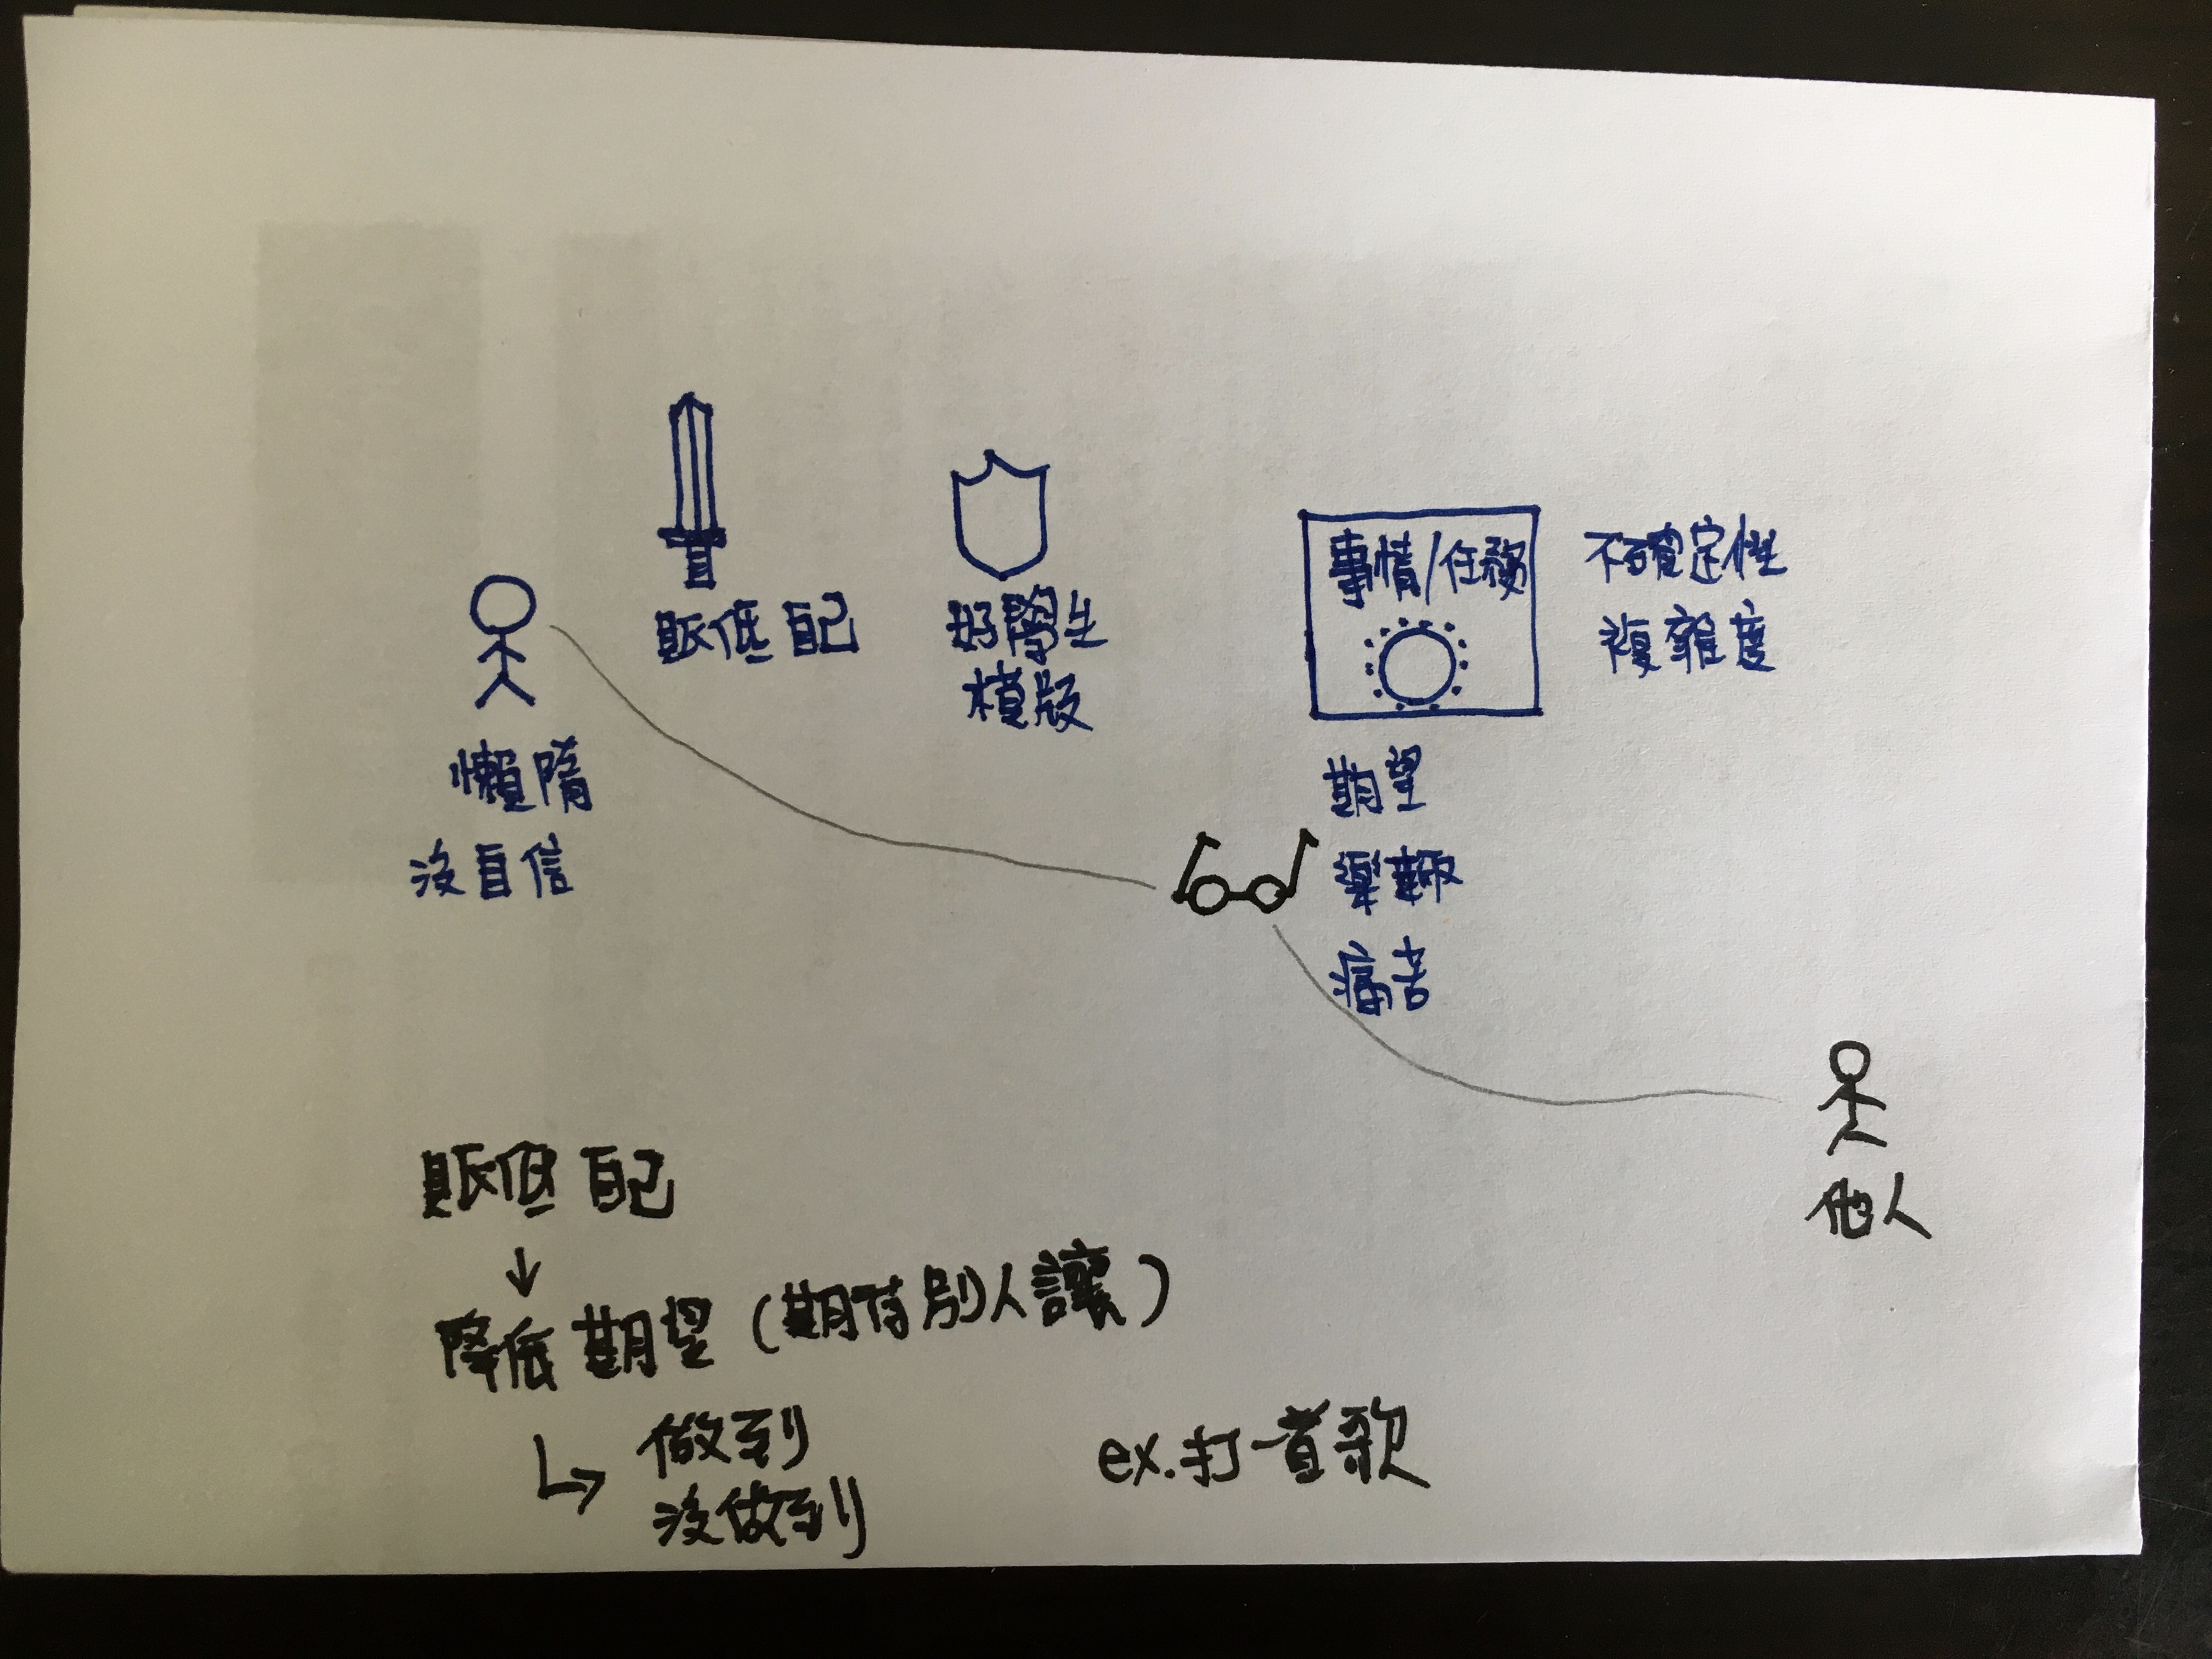 貶低自己
好學生
模版
事情/任務
不確定性
複雜度
懶隋
沒自信
期望
樂趣
痛苦
他人
貶低自己
↓
降低期望(期待別人讓)
↳ 做到
沒做到
ex.打一首歌